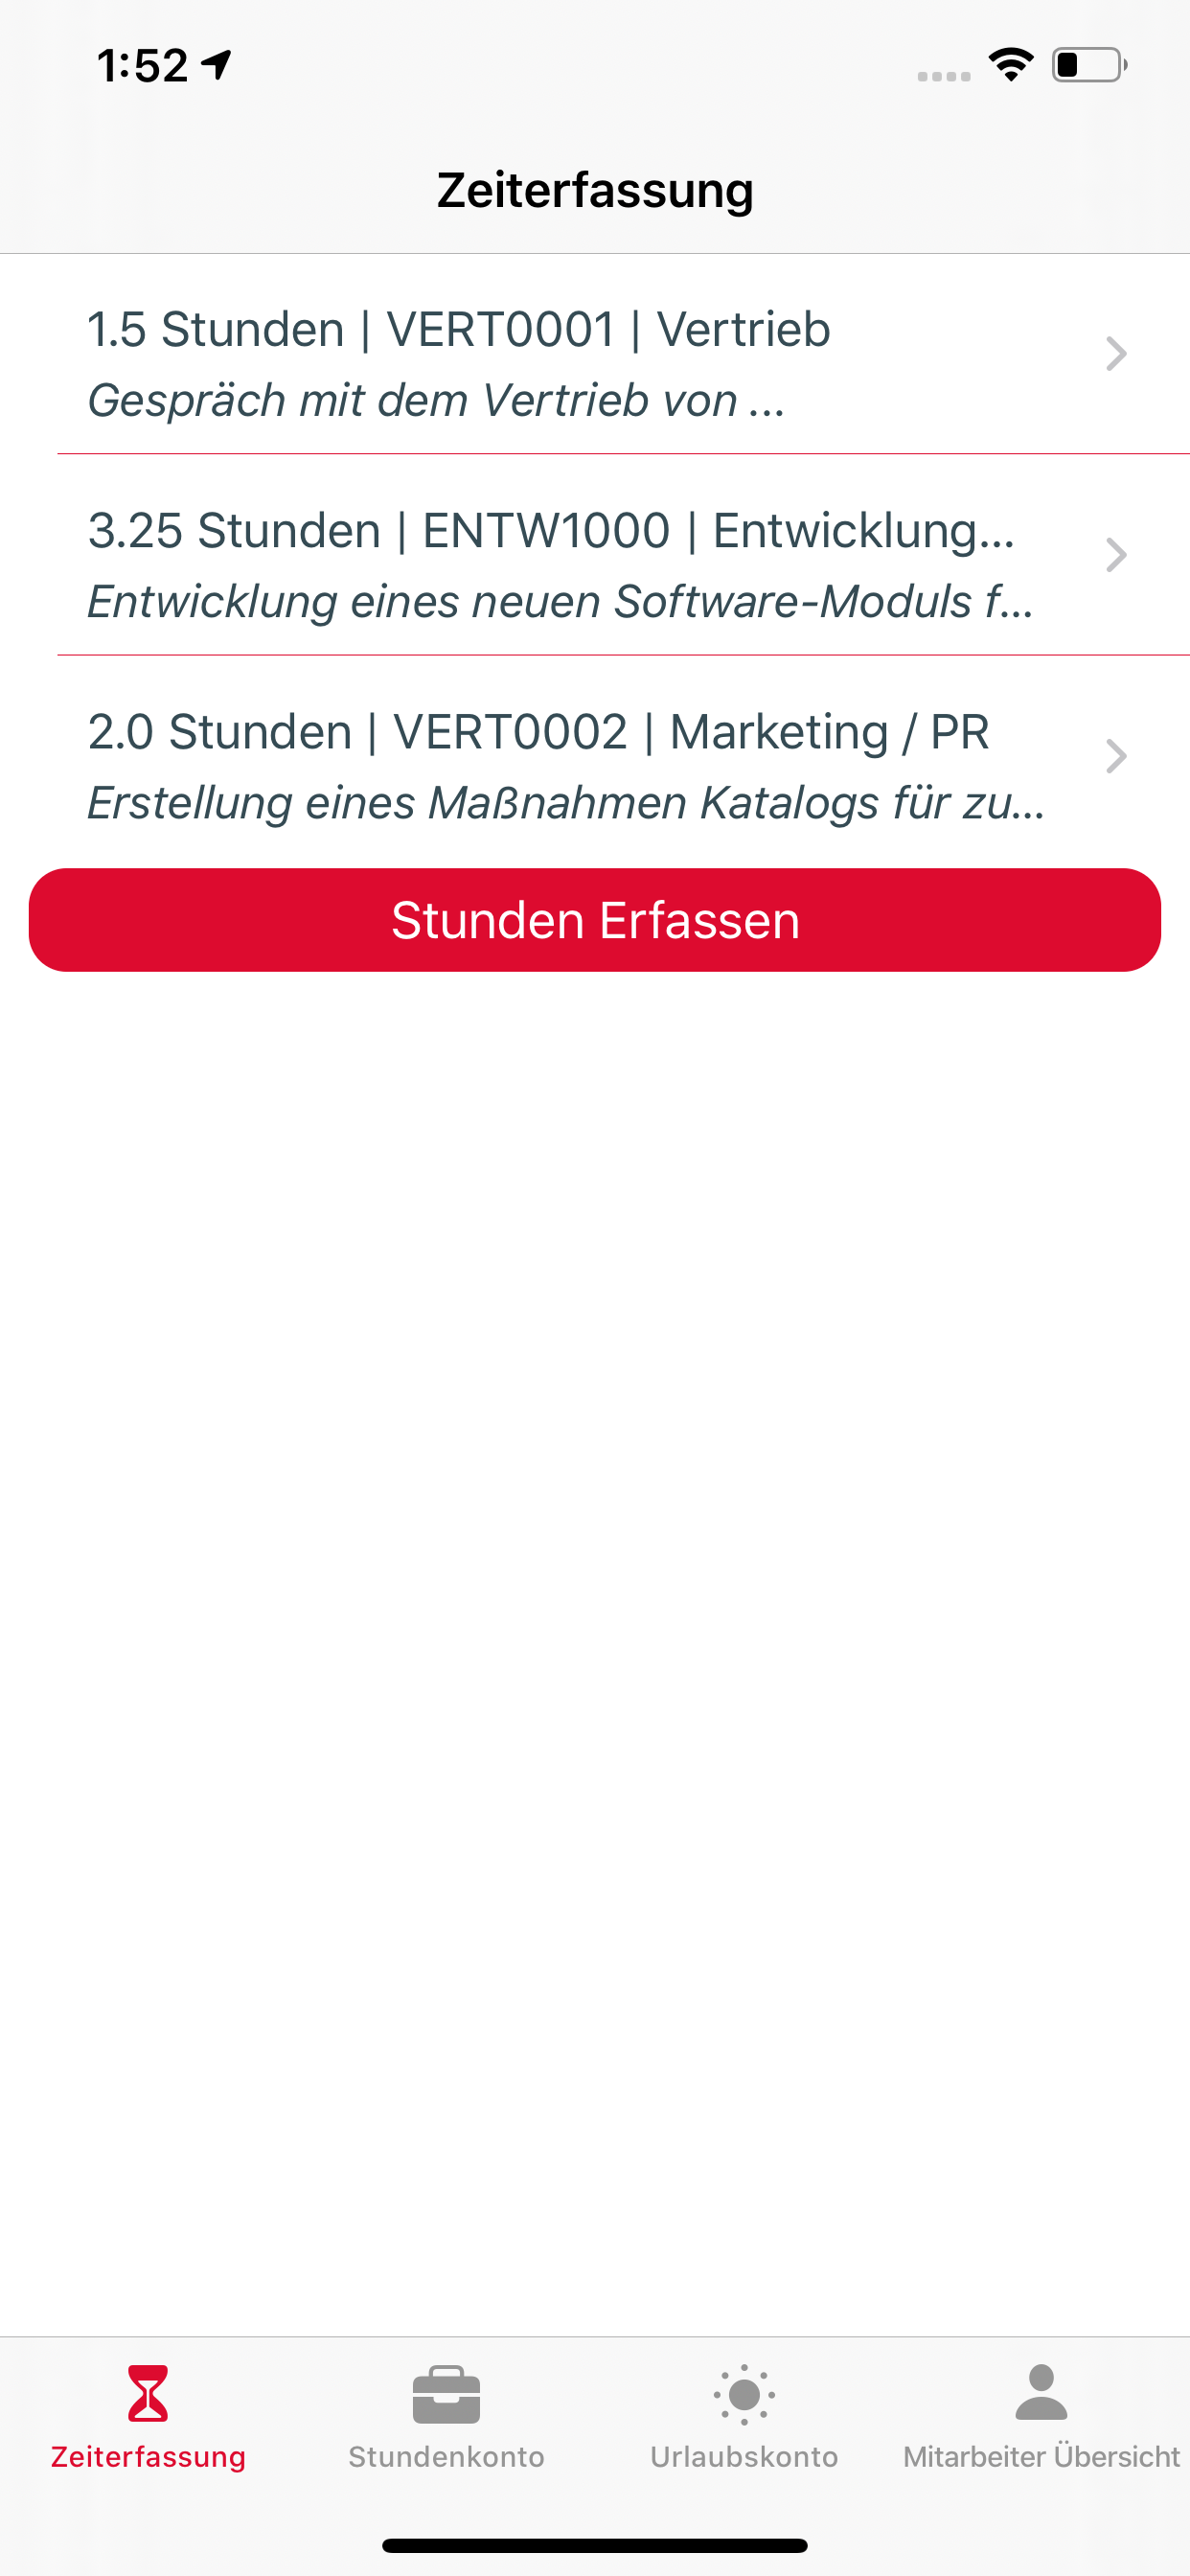 1:52
Zeiterfassung
1.5 Stunden | VERT0001 | Vertrieb
Gespräch mit dem Vertrieb von ...
3.25 Stunden | ENTW1000 | Entwicklung...
Entwicklung eines neuen Software-Moduls f...
2.0 Stunden | VERT0002 | Marketing / PR
Erstellung eines Maßnahmen Katalogs für zu...
Stunden Erfassen
Zeiterfassung
Stundenkonto
Urlaubskonto
Mitarbeiter Übersicht